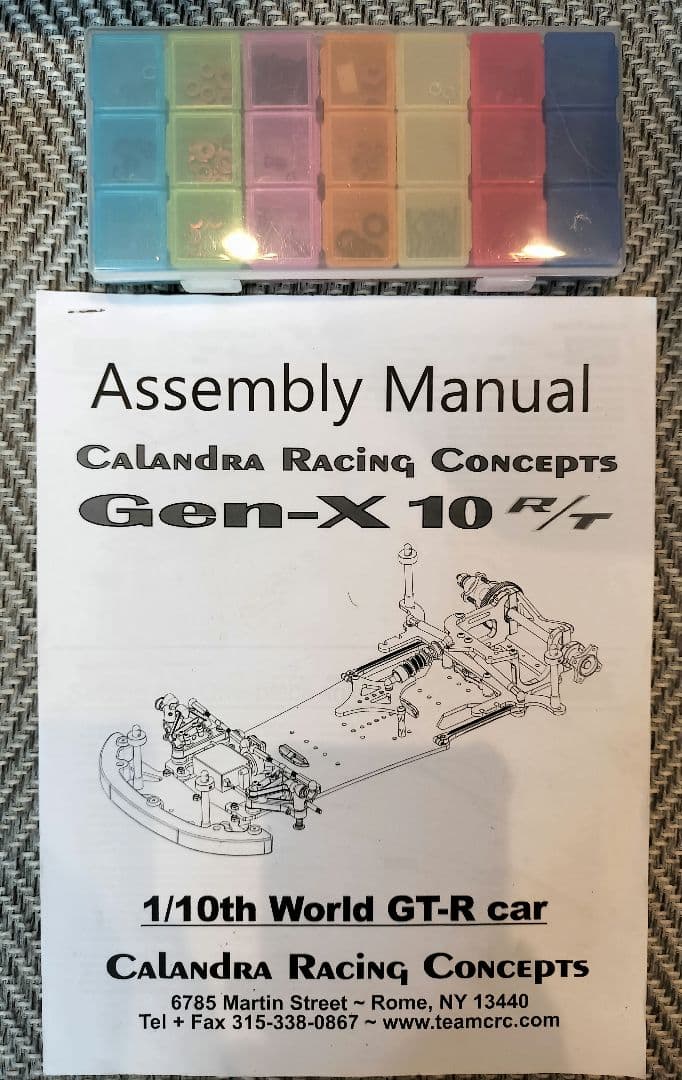 Assembly Manual
Calandra Racing Concepts
Gen-X 10 R/T
1/10th World GT-R car
Calandra Racing Concepts
6785 Martin Street ~ Rome, NY 13440
Tel + Fax 315-338-0867 ~ www.teamcrc.com